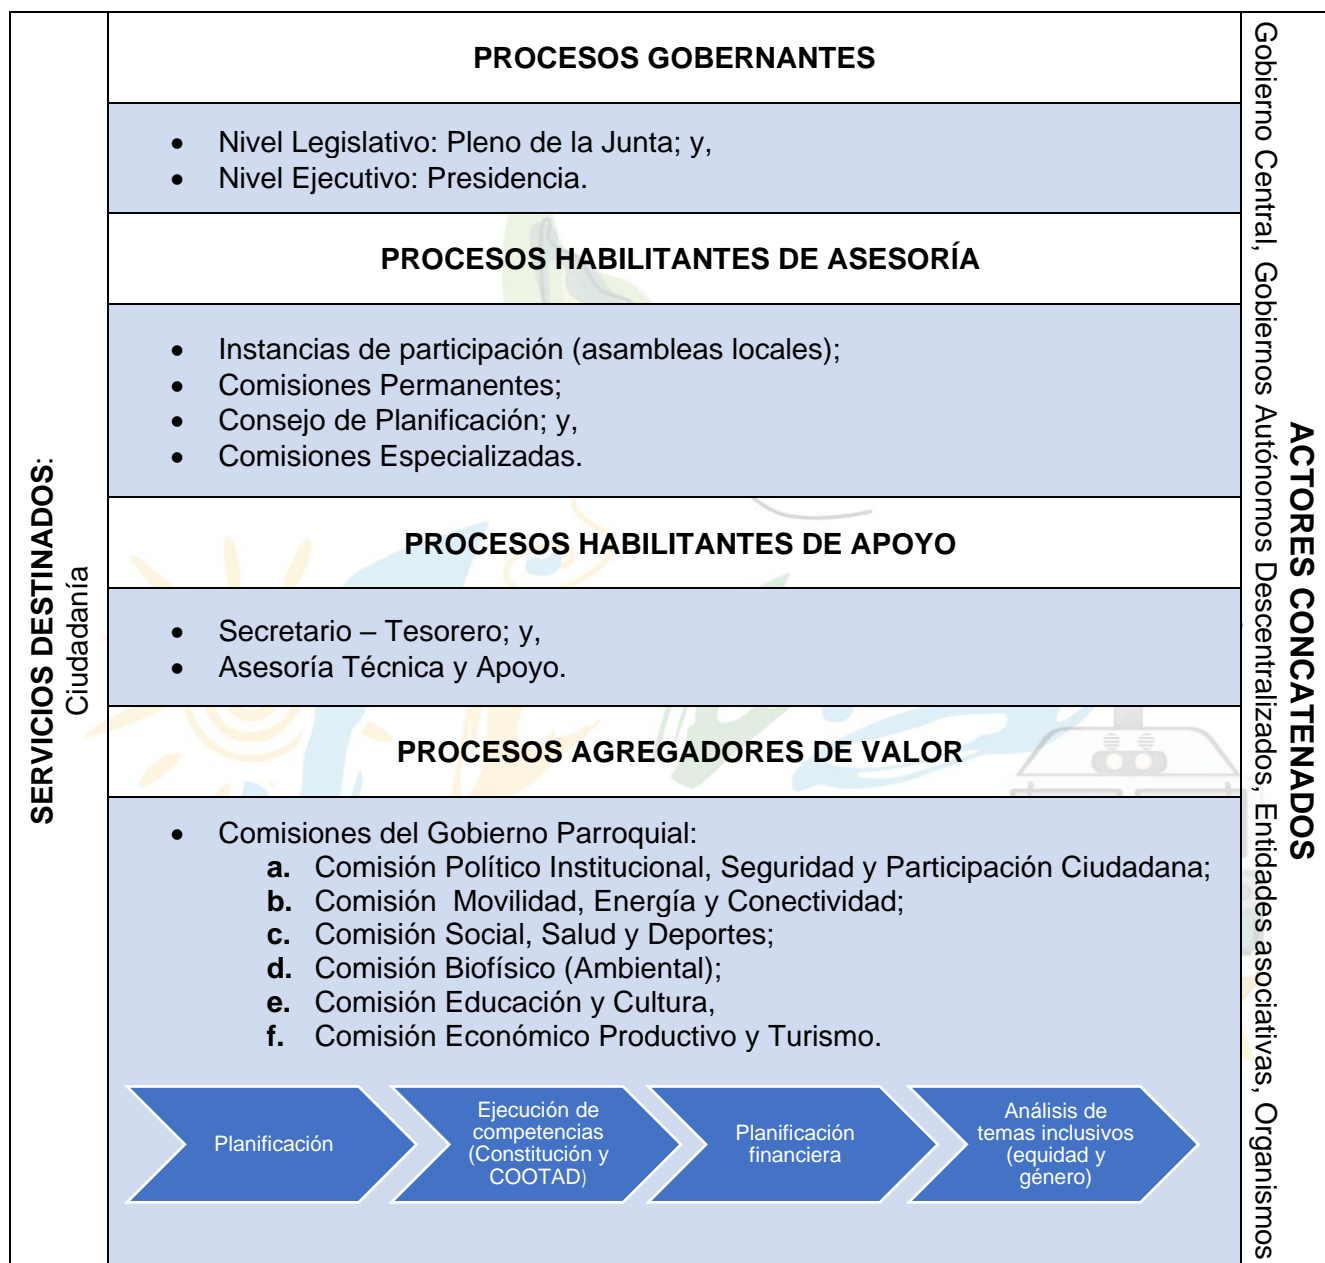 SERVICIOS DESTINADOS:
Ciudadanía
PROCESOS GOBERNANTES
• Nivel Legislativo: Pleno de la Junta; y,
• Nivel Ejecutivo: Presidencia.
PROCESOS HABILITANTES DE ASESORÍA
• Instancias de participación (asambleas locales);
• Comisiones Permanentes;
• Consejo de Planificación; y,
• Comisiones Especializadas.
PROCESOS HABILITANTES DE APOYO
• Secretario – Tesorero; y,
• Asesoría Técnica y Apoyo.
PROCESOS AGREGADORES DE VALOR
• Comisiones del Gobierno Parroquial:
a. Comisión Político Institucional, Seguridad y Participación Ciudadana;
b. Comisión  Movilidad, Energía y Conectividad;
c. Comisión Social, Salud y Deportes;
d. Comisión Biofísico (Ambiental);
e. Comisión Educación y Cultura,
f. Comisión Económico Productivo y Turismo.
Planificación
Ejecución de
competencias
(Constitución y
COOTAD)
Planificación
financiera
Análisis de
temas inclusivos
(equidad y
género)
ACTORES CONCATENADOS
Gobierno Central, Gobiernos Autónomos Descentralizados, Entidades asociativas, Organismos